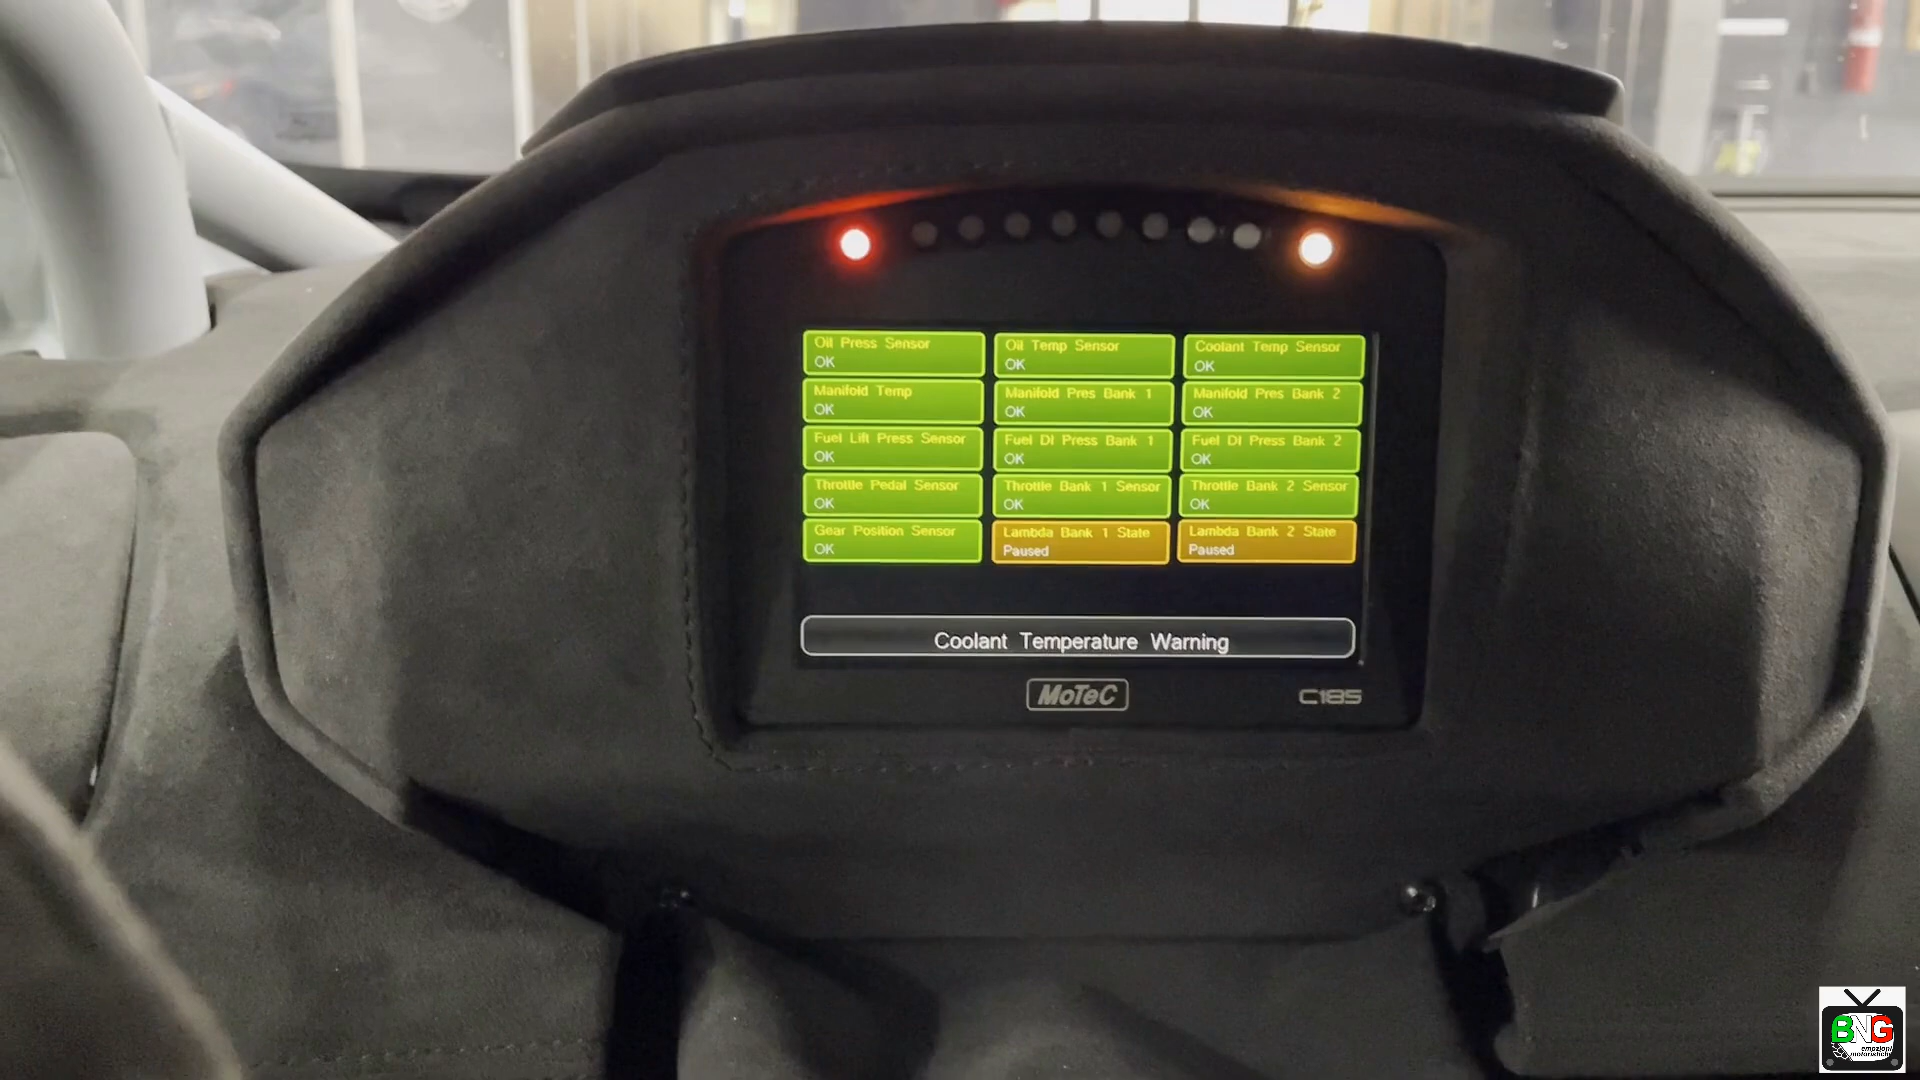 Oil Press Sensor
OK
Oil Temp Sensor
OK
Coolant Temp Sensor
OK
Manifold Temp
OK
Manifold Pres Bank 1
OK
Manifold Pres Bank 2
OK
Fuel Lift Press Sensor
OK
Fuel DI Press Bank 1
OK
Fuel DI Press Bank 2
OK
Throttle Pedal Sensor
OK
Throttle Bank 1 Sensor
OK
Throttle Bank 2 Sensor
OK
Gear Position Sensor
OK
Lambda Bank 1 State
Paused
Lambda Bank 2 State
Paused
Coolant Temperature Warning
MoTeC
C185
BNG
emozioni
motoristiche